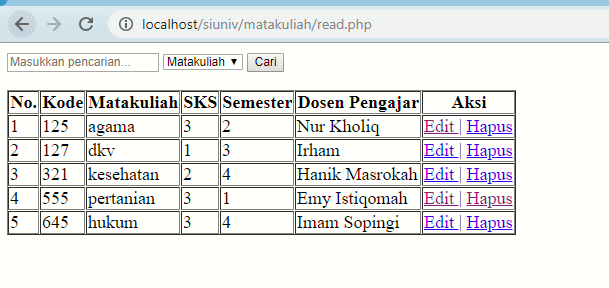 localhost/siuniv/matakuliah/read.php
Masukkan pencarian... Matakuliah Cari
No. Kode Matakuliah SKS Semester Dosen Pengajar Aksi
1 125 agama 3 2 Nur Kholiq Edit | Hapus
2 127 dkv 1 3 Irham Edit | Hapus
3 321 kesehatan 2 4 Hanik Masrokah Edit | Hapus
4 555 pertanian 3 1 Emy Istiqomah Edit | Hapus
5 645 hukum 3 4 Imam Sopingi Edit | Hapus